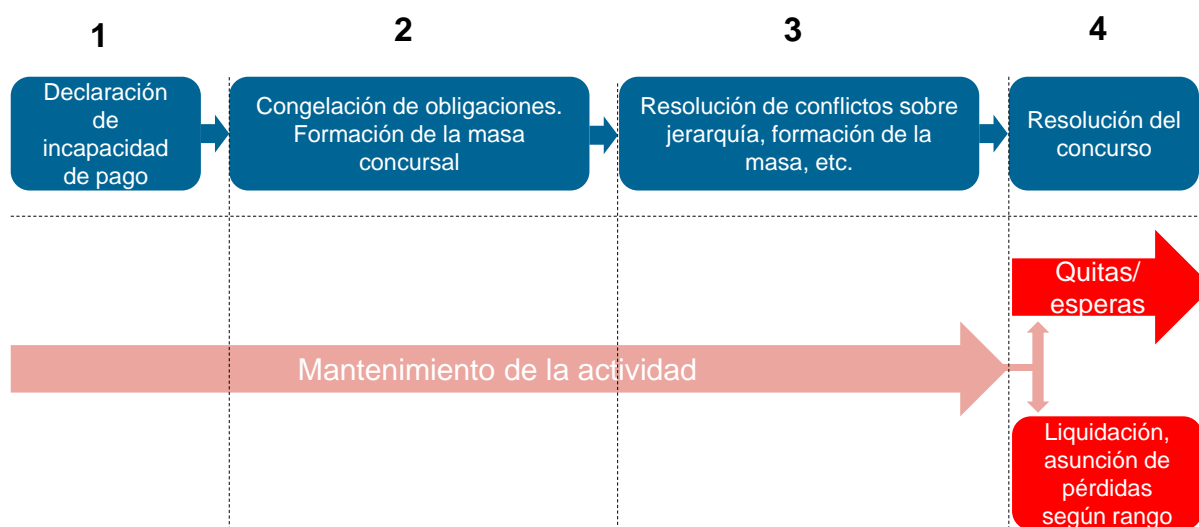 1
2
3
4
Declaración
de
incapacidad
de pago
Congelación de obligaciones.
Formación de la masa
concursal
Resolución de conflictos sobre
jerarquía, formación de la
masa, etc.
Resolución del
concurso
Quitas/
esperas
Mantenimiento de la actividad
Liquidación,
asunción de
pérdidas
según rango